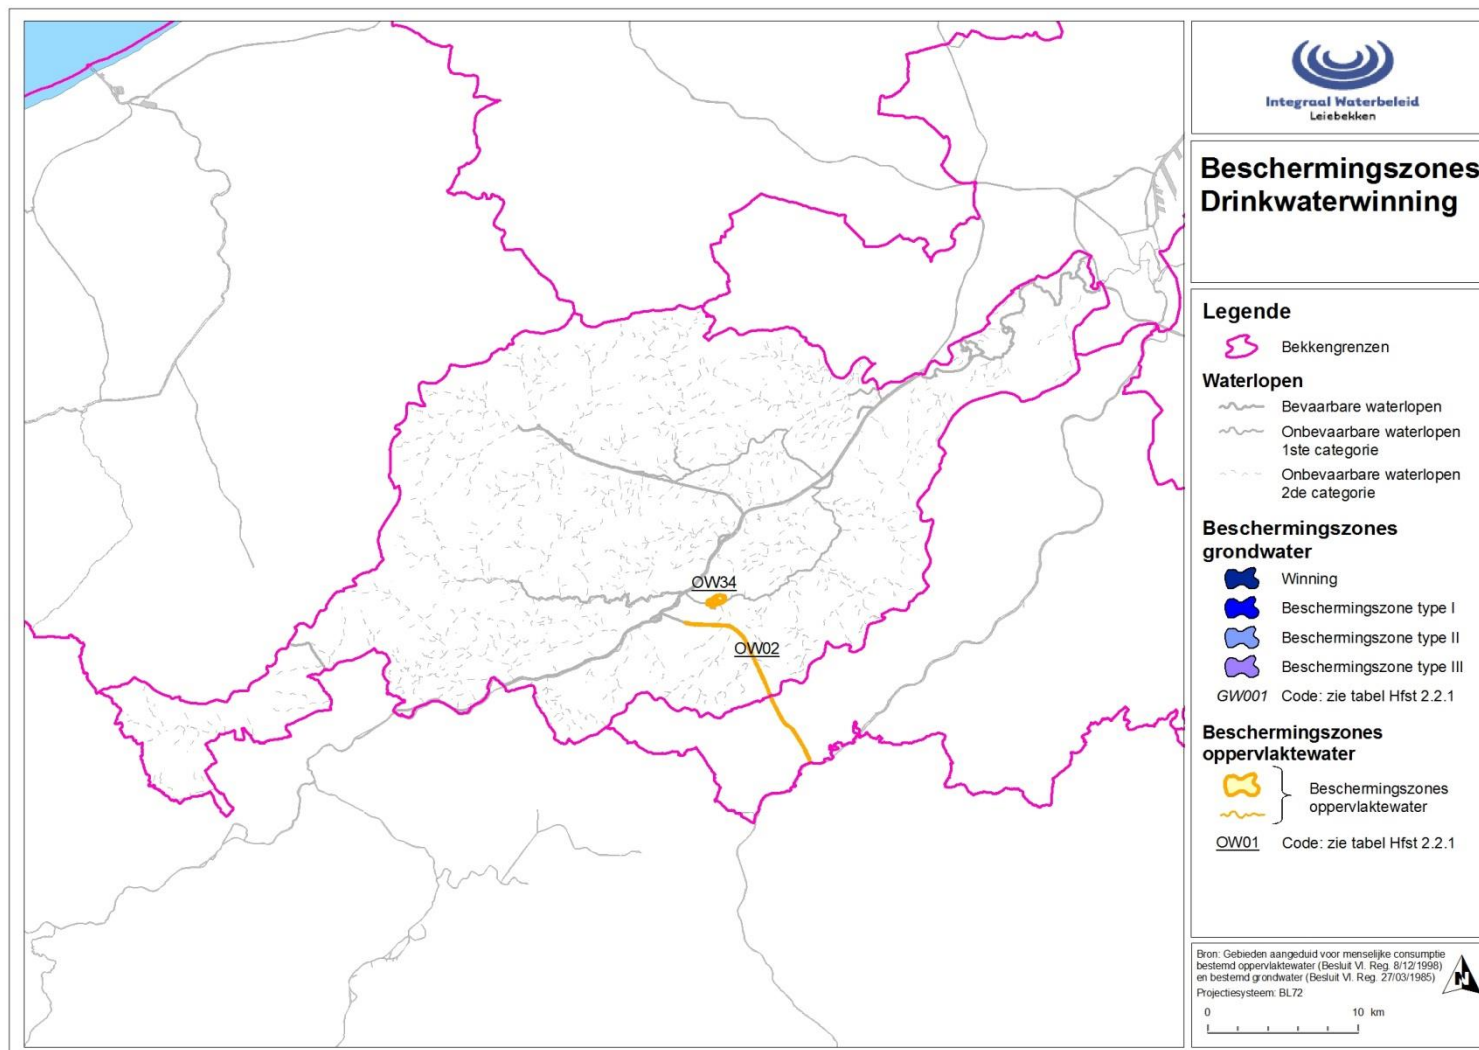 Integraal Waterbeleid
Leiebekken
Beschermingszones
Drinkwaterwinning
Legende
Bekkengrenzen
Waterlopen
Bevaarbare waterlopen
Onbevaarbare waterlopen
1ste categorie
Onbevaarbare waterlopen
2de categorie
Beschermingszones
grondwater
Winning
Beschermingszone type I
Beschermingszone type II
Beschermingszone type III
GW001 Code: zie tabel Hfst 2.2.1
Beschermingszones
oppervlaktewater
Beschermingszones
oppervlaktewater
OW01 Code: zie tabel Hfst 2.2.1
Bron: Gebieden aangeduid voor menselijke consumptie
bestemd oppervlaktewater (Besluit Vl. Reg. 8/12/1998)
en bestemd grondwater (Besluit Vl. Reg. 27/03/1985)
Projectiesysteem: BL72
N
0 10 km
OW34
OW02